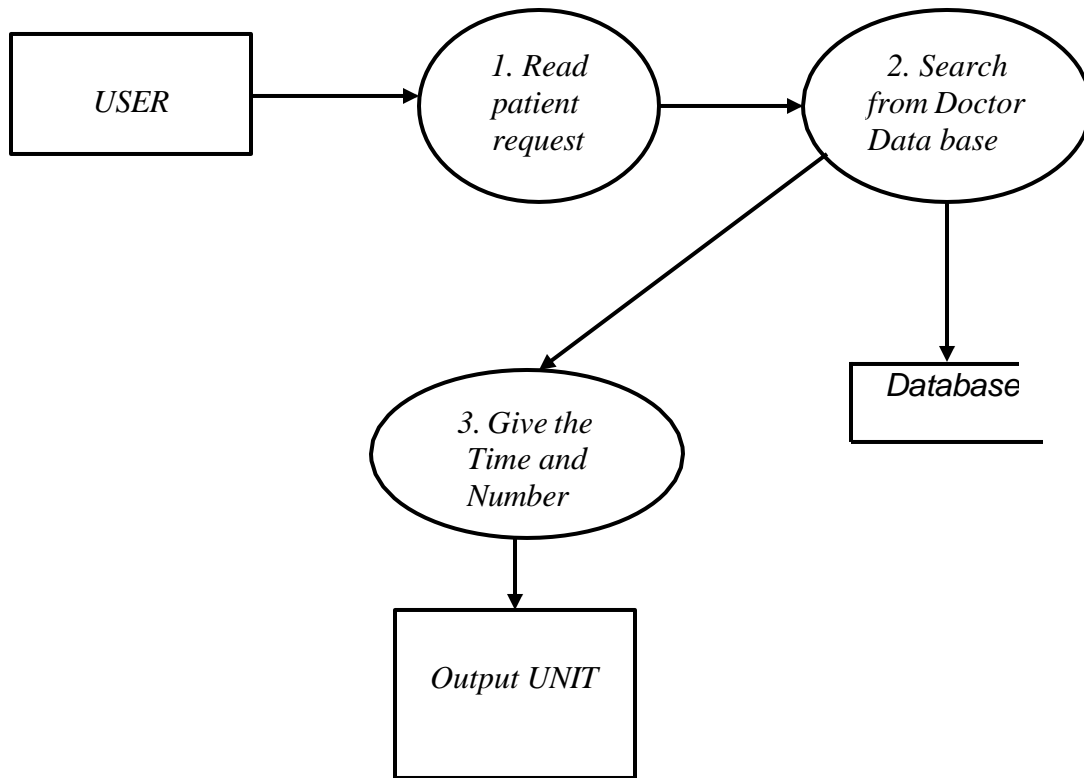 USER
1. Read
patient
request
2. Search
from Doctor
Data base
Database
3. Give the
Time and
Number
Output UNIT